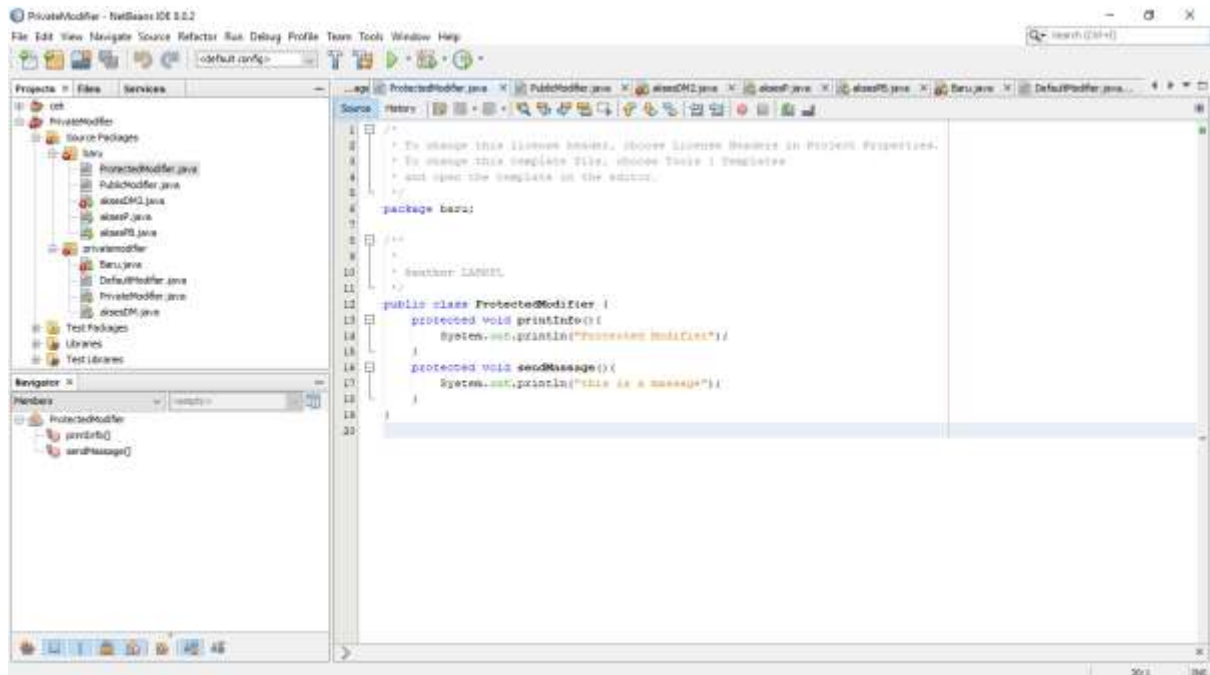 PrivateModifier - NetBeans IDE 8.0.2
File Edit View Navigate Source Refactor Run Debug Profile Team Tools Window Help
Search (Ctrl+I)
<default config>
Projects Files Services
cet
PrivateModifier
Source Packages
baru
ProtectedModifier.java
PublicModifier.java
aksesDM2.java
aksesP.java
aksesPB.java
privatemodifier
Baru.java
DefaultModifier.java
PrivateModifier.java
aksesDM.java
Test Packages
Libraries
Test Libraries
Navigator
Members <empty>
ProtectedModifier
printInfo()
sendMassage()
ProtectedModifier.java PublicModifier.java aksesDM2.java aksesP.java aksesPB.java Baru.java DefaultModifier.java...
Source History
1 /*
2 * To change this license header, choose License Headers in Project Properties.
3 * To change this template file, choose Tools | Templates
4 * and open the template in the editor.
5 */
6 package baru;
7
8 /**
9 *
10 * @author
11 */
12 public class ProtectedModifier {
13 protected void printInfo(){
14 System.out.println("Protected Modifier");
15 }
16 protected void sendMassage(){
17 System.out.println("this is a massage");
18 }
19 }
20
20:1 INS